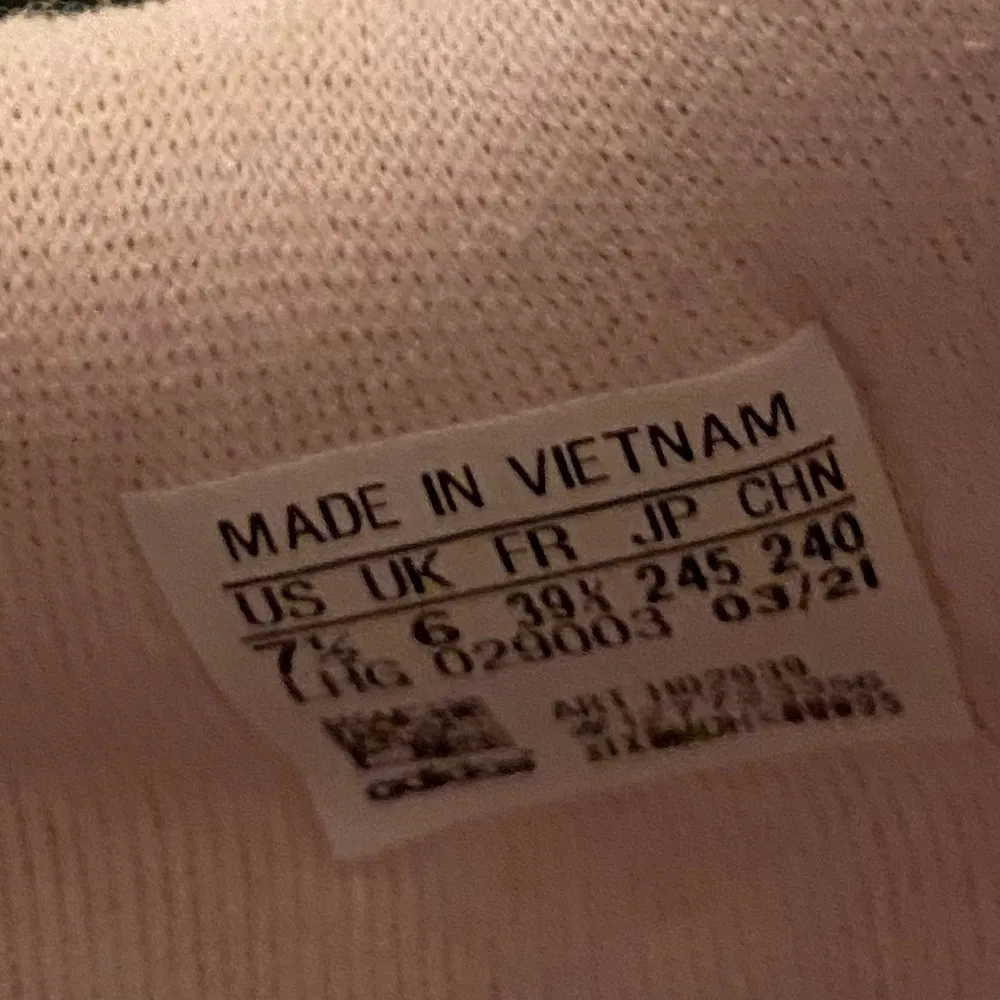 MADE IN VIETNAM
US UK FR JP CHN
7½ 6 39⅓ 245 240
029003 03/21
adidas